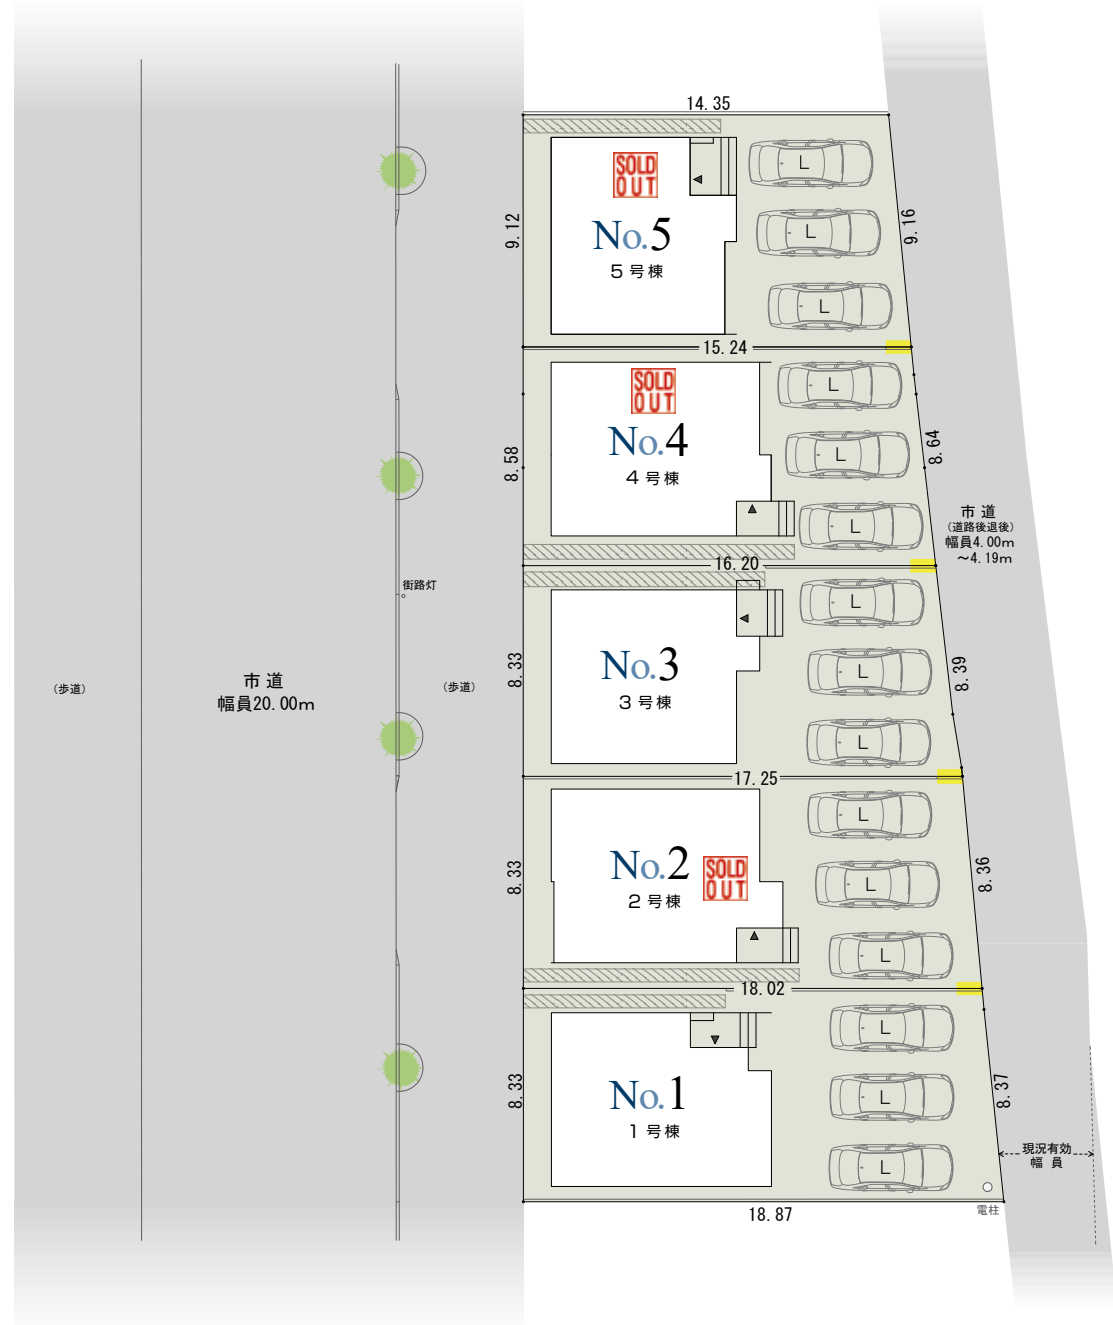 14.35
SOLD
OUT
No.5
5号棟
9.12
9.16
L
L
L
15.24
SOLD
OUT
No.4
4号棟
8.58
8.64
L
L
L
市道
(道路後退後)
幅員4.00m
～4.19m
16.20
街路灯
No.3
3号棟
8.33
8.39
L
L
L
(歩道)
市道
幅員20.00m
(歩道)
17.25
No.2
2号棟
SOLD
OUT
8.33
8.36
L
L
L
18.02
No.1
1号棟
8.33
8.37
L
L
L
現況有効
幅員
電柱
18.87